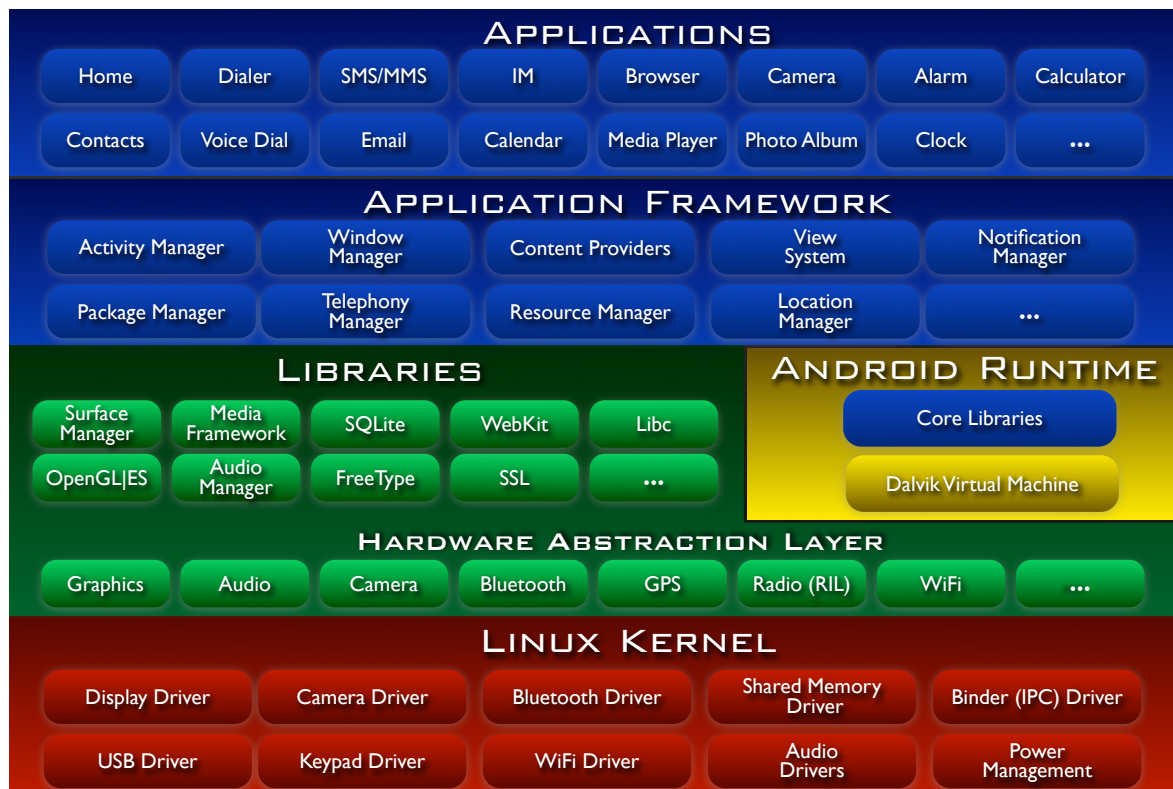 APPLICATIONS
Home Dialer SMS/MMS IM Browser Camera Alarm Calculator
Contacts Voice Dial Email Calendar Media Player Photo Album Clock ...
APPLICATION FRAMEWORK
Activity Manager
Window
Manager
Content Providers
View
System
Notification
Manager
Package Manager
Telephony
Manager
Resource Manager
Location
Manager
...
LIBRARIES
Surface
Manager
Media
Framework
SQLite
WebKit
Libc
OpenGL|ES
Audio
Manager
FreeType
SSL
...
ANDROID RUNTIME
Core Libraries
Dalvik Virtual Machine
HARDWARE ABSTRACTION LAYER
Graphics Audio Camera Bluetooth GPS Radio (RIL) WiFi ...
LINUX KERNEL
Display Driver
Camera Driver
Bluetooth Driver
Shared Memory
Driver
Binder (IPC) Driver
USB Driver
Keypad Driver
WiFi Driver
Audio
Drivers
Power
Management